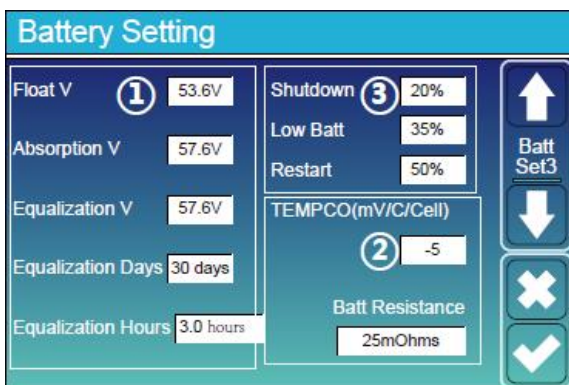 Battery Setting
Float V ① 53.6V
Absorption V 57.6V
Equalization V 57.6V
Equalization Days 30 days
Equalization Hours 3.0 hours
Shutdown ③ 20%
Low Batt 35%
Restart 50%
TEMPCO(mV/C/Cell)
② -5
Batt Resistance
25mOhms
Batt
Set3